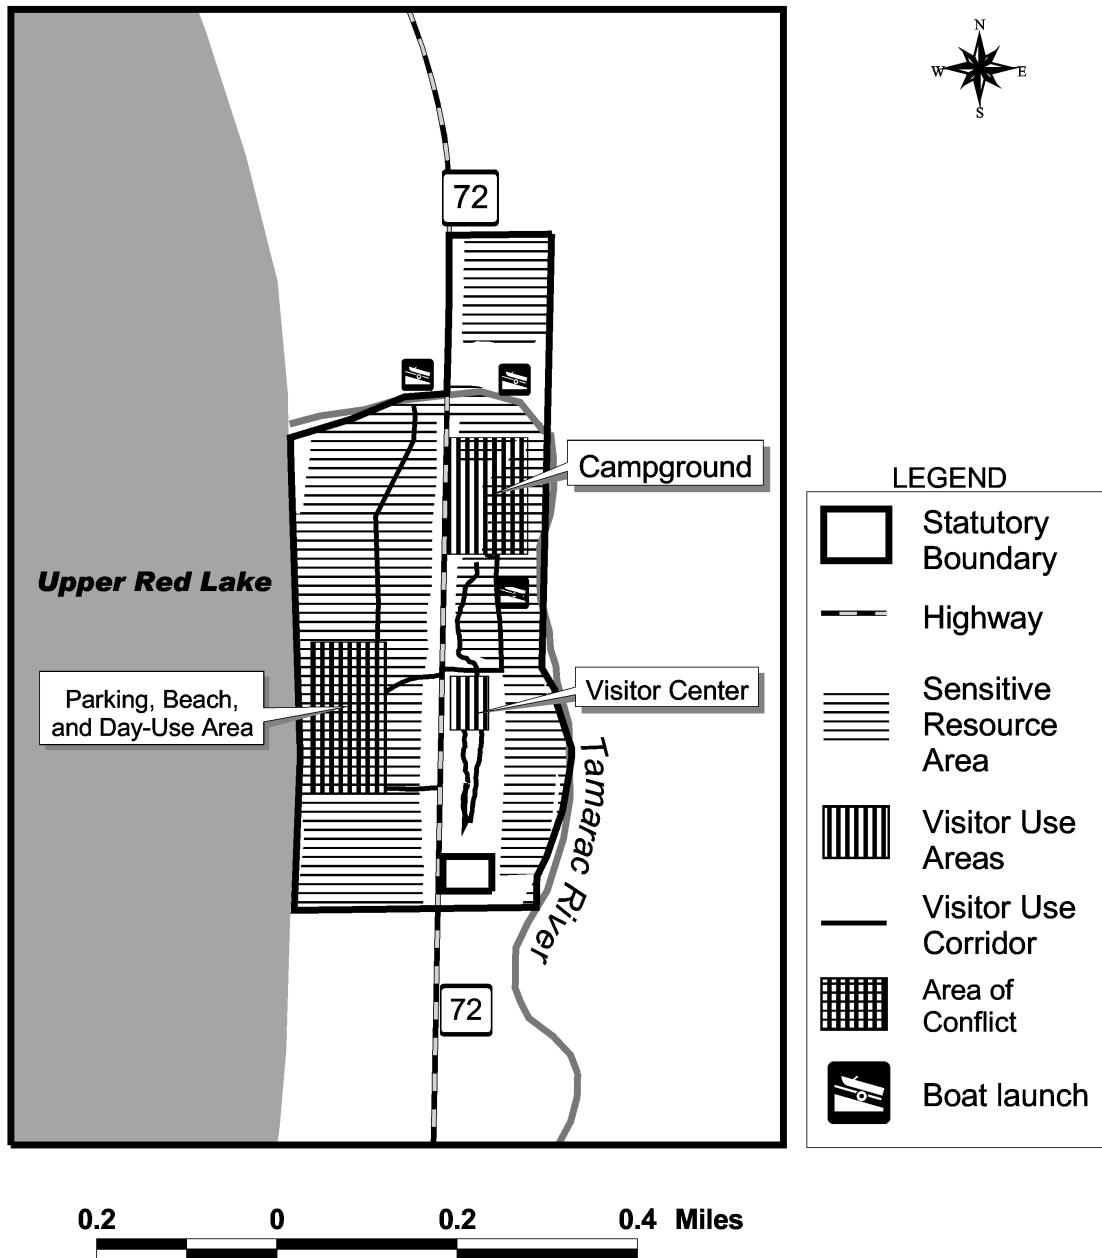 N
W E
S
72
Campground
Upper Red Lake
Parking, Beach,
and Day-Use Area
Visitor Center
Tamarac River
72
LEGEND
Statutory
Boundary
Highway
Sensitive
Resource
Area
Visitor Use
Areas
Visitor Use
Corridor
Area of
Conflict
Boat launch
0.2 0 0.2 0.4 Miles